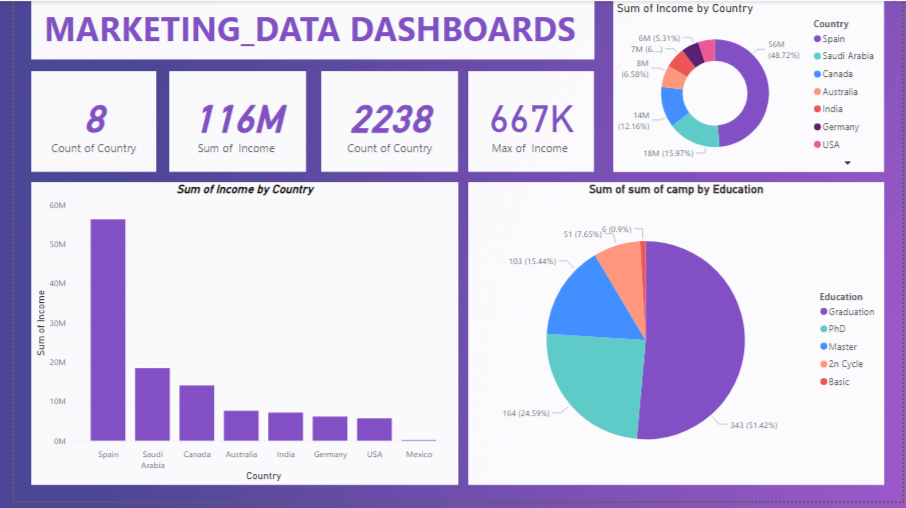 MARKETING_DATA DASHBOARDS
8
Count of Country
116M
Sum of Income
2238
Count of Country
667K
Max of Income
Sum of Income by Country
56M
(48.72%)
18M (15.97%)
14M
(12.16%)
8M
(6.58%)
7M (6...)
6M (5.31%)
Country
Spain
Saudi Arabia
Canada
Australia
India
Germany
USA
Sum of Income by Country
Sum of Income
60M
50M
40M
30M
20M
10M
0M
Spain
Saudi
Arabia
Canada
Australia
India
Germany
USA
Mexico
Country
Sum of sum of camp by Education
6 (0.9%)
51 (7.65%)
103 (15.44%)
164 (24.59%)
343 (51.42%)
Education
Graduation
PhD
Master
2n Cycle
Basic